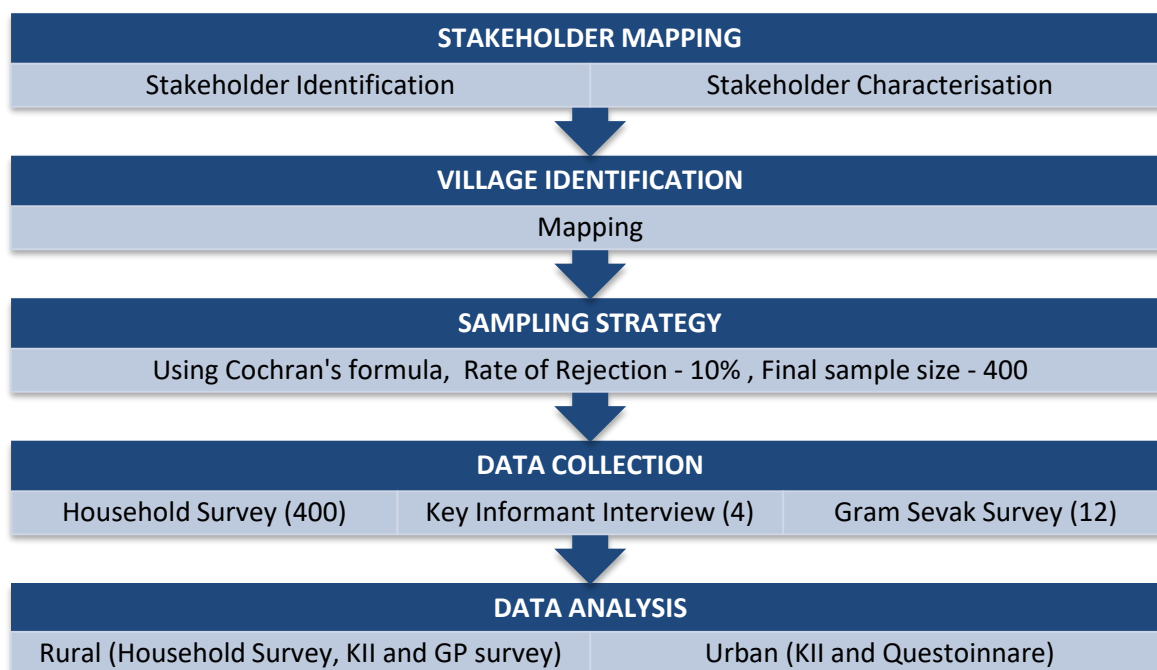 STAKEHOLDER MAPPING
Stakeholder Identification
Stakeholder Characterisation
VILLAGE IDENTIFICATION
Mapping
SAMPLING STRATEGY
Using Cochran's formula, Rate of Rejection - 10% , Final sample size - 400
DATA COLLECTION
Household Survey (400)
Key Informant Interview (4)
Gram Sevak Survey (12)
DATA ANALYSIS
Rural (Household Survey, KII and GP survey)
Urban (KII and Questoinnare)